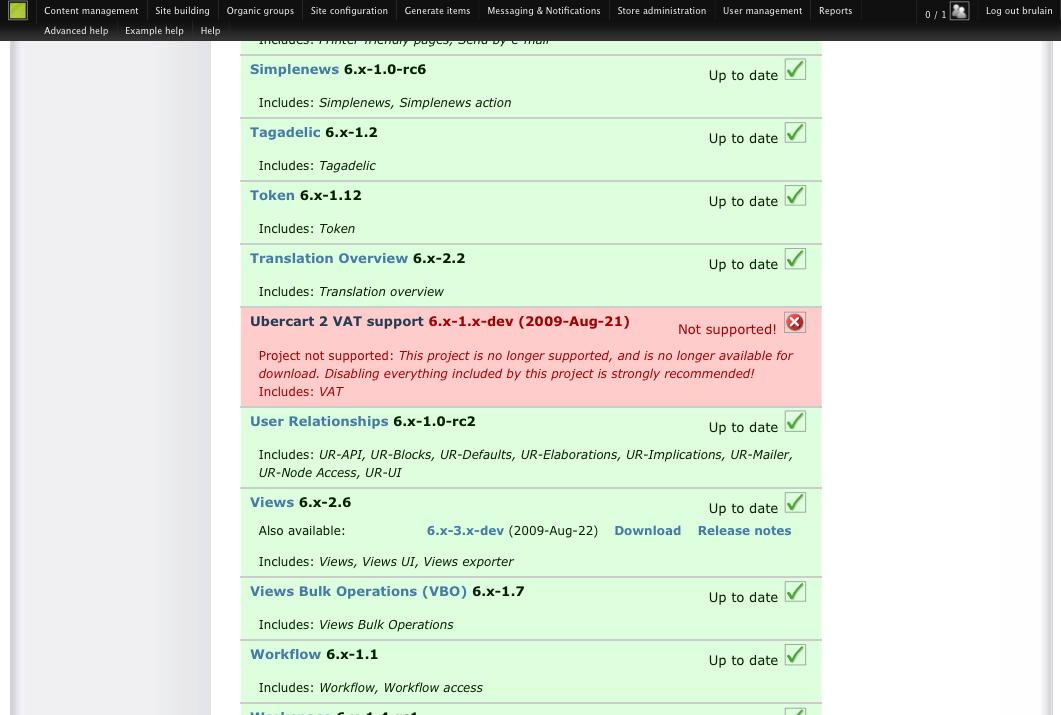 Content management Site building Organic groups Site configuration Generate items Messaging & Notifications Store administration User management Reports 0 / 1 Log out brulain
Advanced help Example help Help
Includes: Printer-friendly pages, Send by e-mail
Simplenews 6.x-1.0-rc6 Up to date
Includes: Simplenews, Simplenews action
Tagadelic 6.x-1.2 Up to date
Includes: Tagadelic
Token 6.x-1.12 Up to date
Includes: Token
Translation Overview 6.x-2.2 Up to date
Includes: Translation overview
Ubercart 2 VAT support 6.x-1.x-dev (2009-Aug-21) Not supported!
Project not supported: This project is no longer supported, and is no longer available for
download. Disabling everything included by this project is strongly recommended!
Includes: VAT
User Relationships 6.x-1.0-rc2 Up to date
Includes: UR-API, UR-Blocks, UR-Defaults, UR-Elaborations, UR-Implications, UR-Mailer,
UR-Node Access, UR-UI
Views 6.x-2.6 Up to date
Also available: 6.x-3.x-dev (2009-Aug-22) Download Release notes
Includes: Views, Views UI, Views exporter
Views Bulk Operations (VBO) 6.x-1.7 Up to date
Includes: Views Bulk Operations
Workflow 6.x-1.1 Up to date
Includes: Workflow, Workflow access